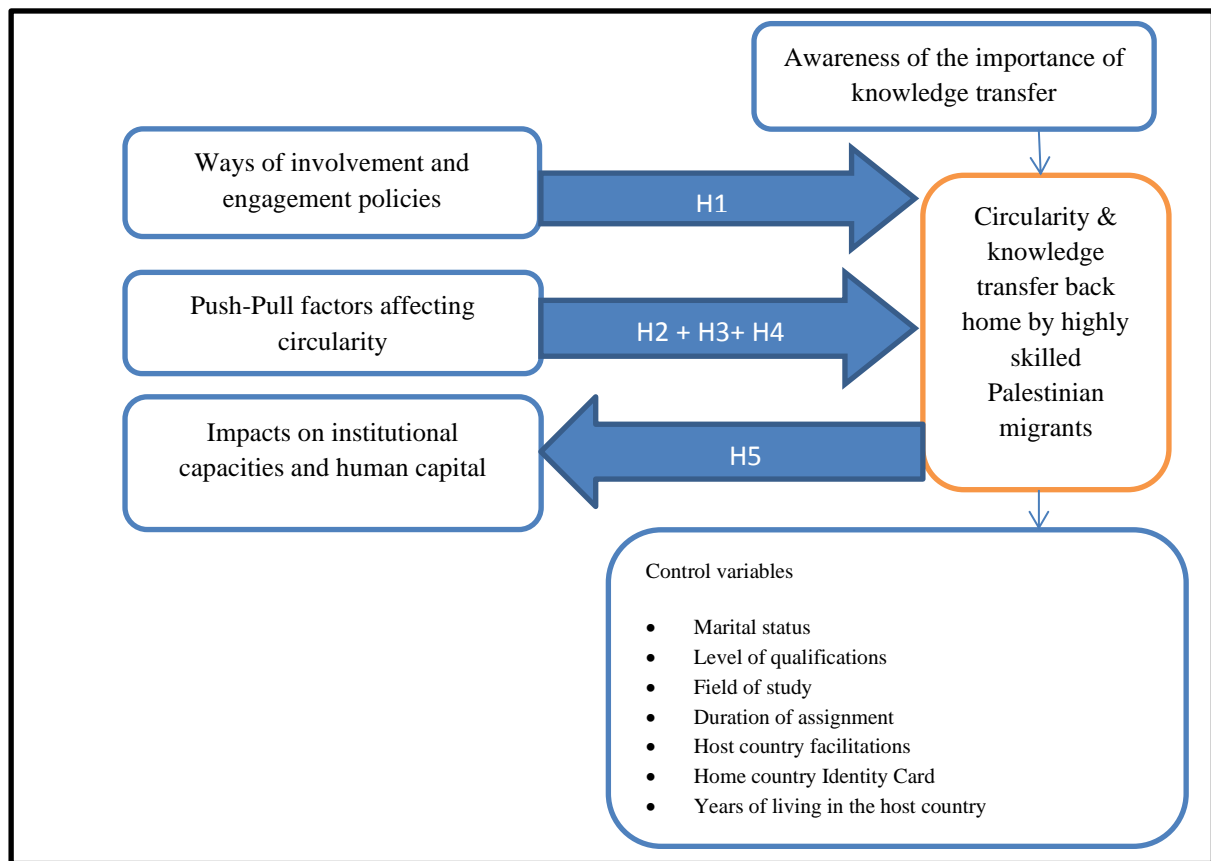 Awareness of the importance of
knowledge transfer
Ways of involvement and
engagement policies
H1
Push-Pull factors affecting
circularity
H2 + H3+ H4
Impacts on institutional
capacities and human capital
H5
Circularity &
knowledge
transfer back
home by highly
skilled
Palestinian
migrants
Control variables
• Marital status
• Level of qualifications
• Field of study
• Duration of assignment
• Host country facilitations
• Home country Identity Card
• Years of living in the host country